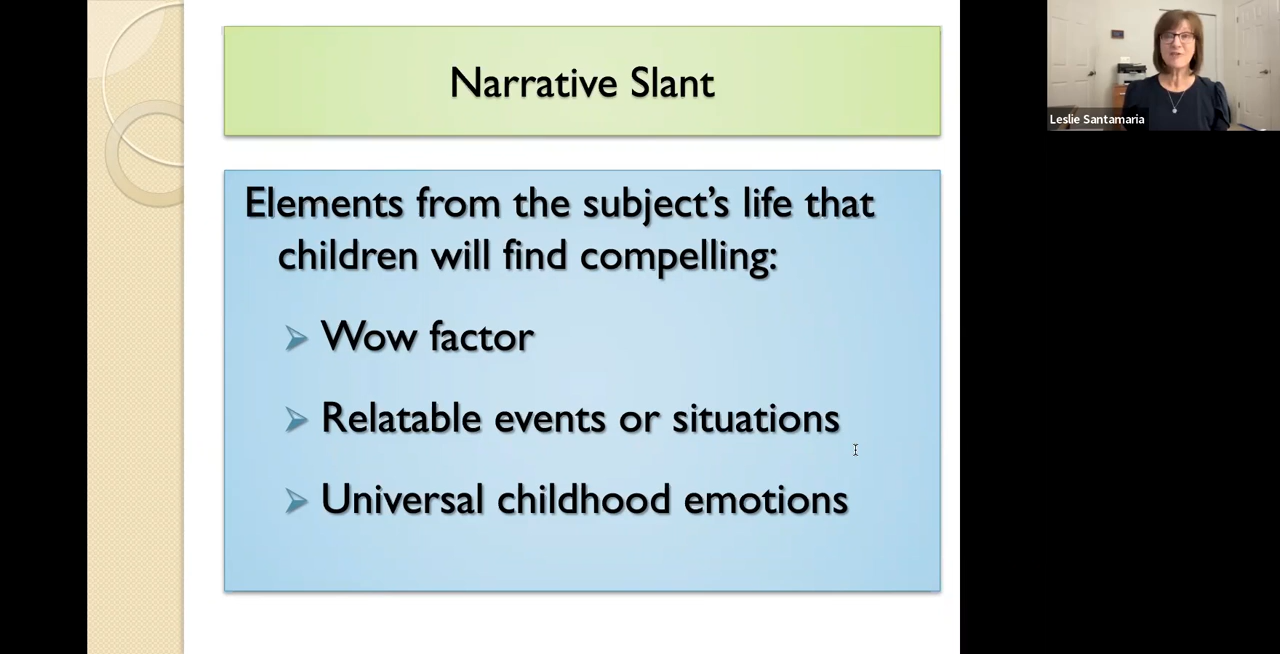 Narrative Slant
Leslie Santamaria
Elements from the subject’s life that
children will find compelling:
Wow factor
Relatable events or situations
Universal childhood emotions